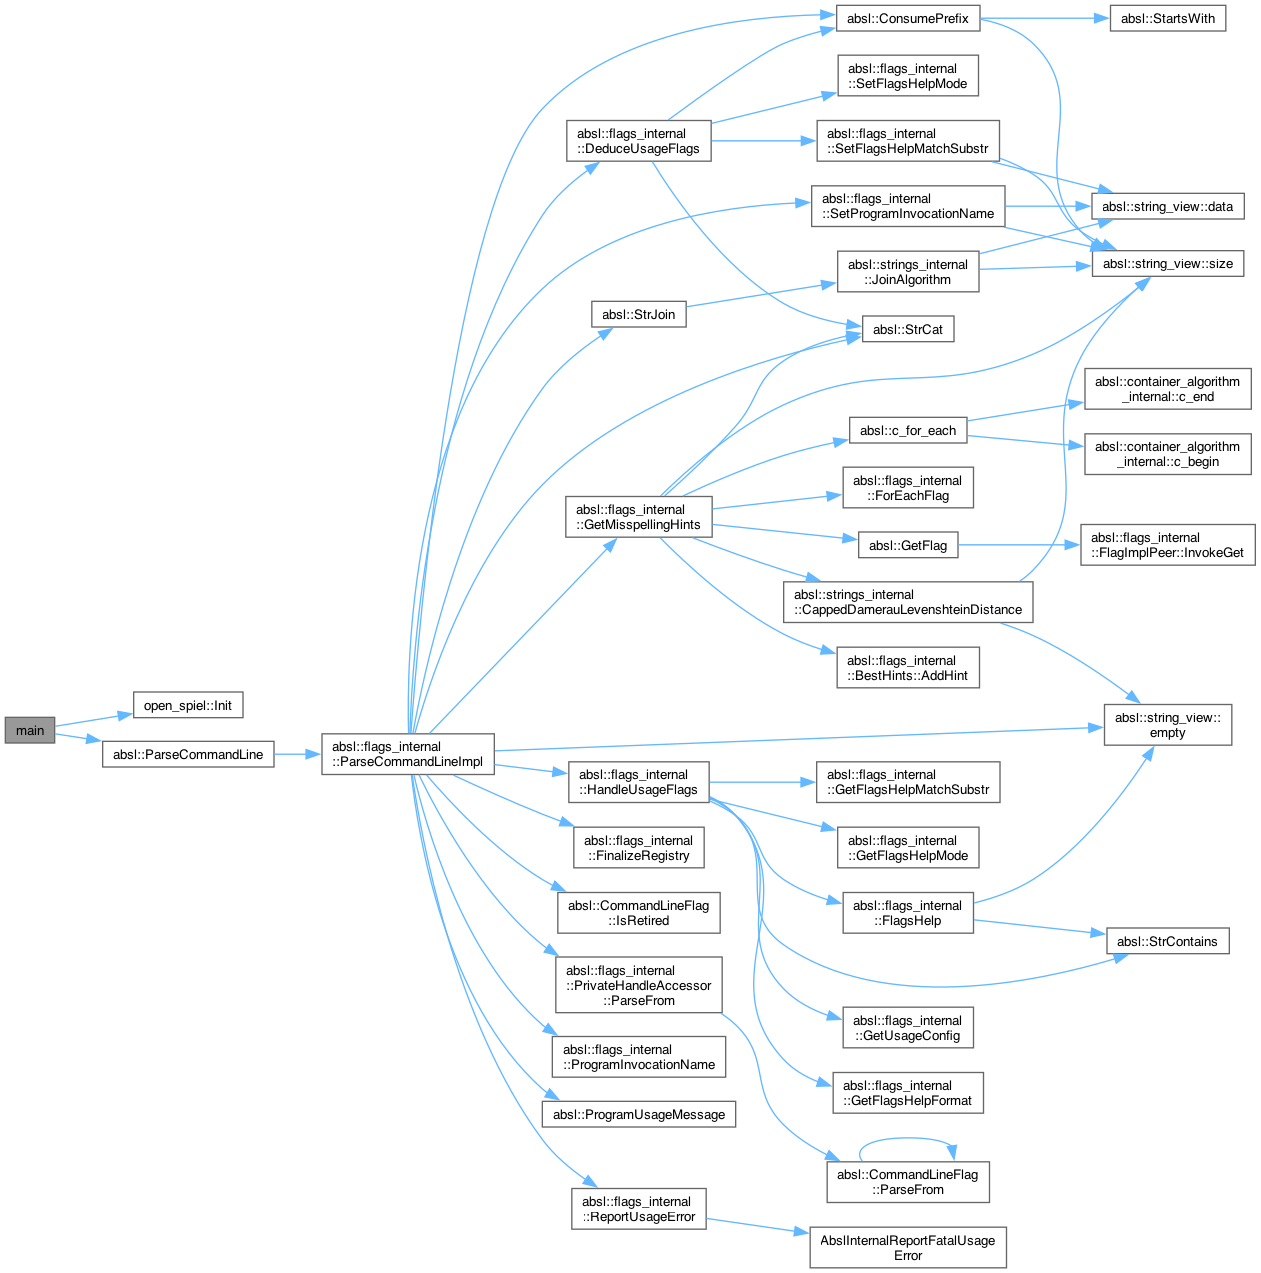 main
open_spiel::Init
absl::ParseCommandLine
absl::flags_internal
::ParseCommandLineImpl
absl::flags_internal
::DeduceUsageFlags
absl::StrJoin
absl::flags_internal
::GetMisspellingHints
absl::flags_internal
::HandleUsageFlags
absl::flags_internal
::FinalizeRegistry
absl::CommandLineFlag
::IsRetired
absl::flags_internal
::PrivateHandleAccessor
::ParseFrom
absl::flags_internal
::ProgramInvocationName
absl::ProgramUsageMessage
absl::flags_internal
::ReportUsageError
absl::ConsumePrefix
absl::flags_internal
::SetFlagsHelpMode
absl::flags_internal
::SetFlagsHelpMatchSubstr
absl::flags_internal
::SetProgramInvocationName
absl::strings_internal
::JoinAlgorithm
absl::StrCat
absl::c_for_each
absl::flags_internal
::ForEachFlag
absl::GetFlag
absl::strings_internal
::CappedDamerauLevenshteinDistance
absl::flags_internal
::BestHints::AddHint
absl::flags_internal
::GetFlagsHelpMatchSubstr
absl::flags_internal
::GetFlagsHelpMode
absl::flags_internal
::FlagsHelp
absl::flags_internal
::GetUsageConfig
absl::flags_internal
::GetFlagsHelpFormat
absl::CommandLineFlag
::ParseFrom
AbslInternalReportFatalUsage
Error
absl::StartsWith
absl::string_view::data
absl::string_view::size
absl::container_algorithm
_internal::c_end
absl::container_algorithm
_internal::c_begin
absl::flags_internal
::FlagImplPeer::InvokeGet
absl::string_view::
empty
absl::StrContains